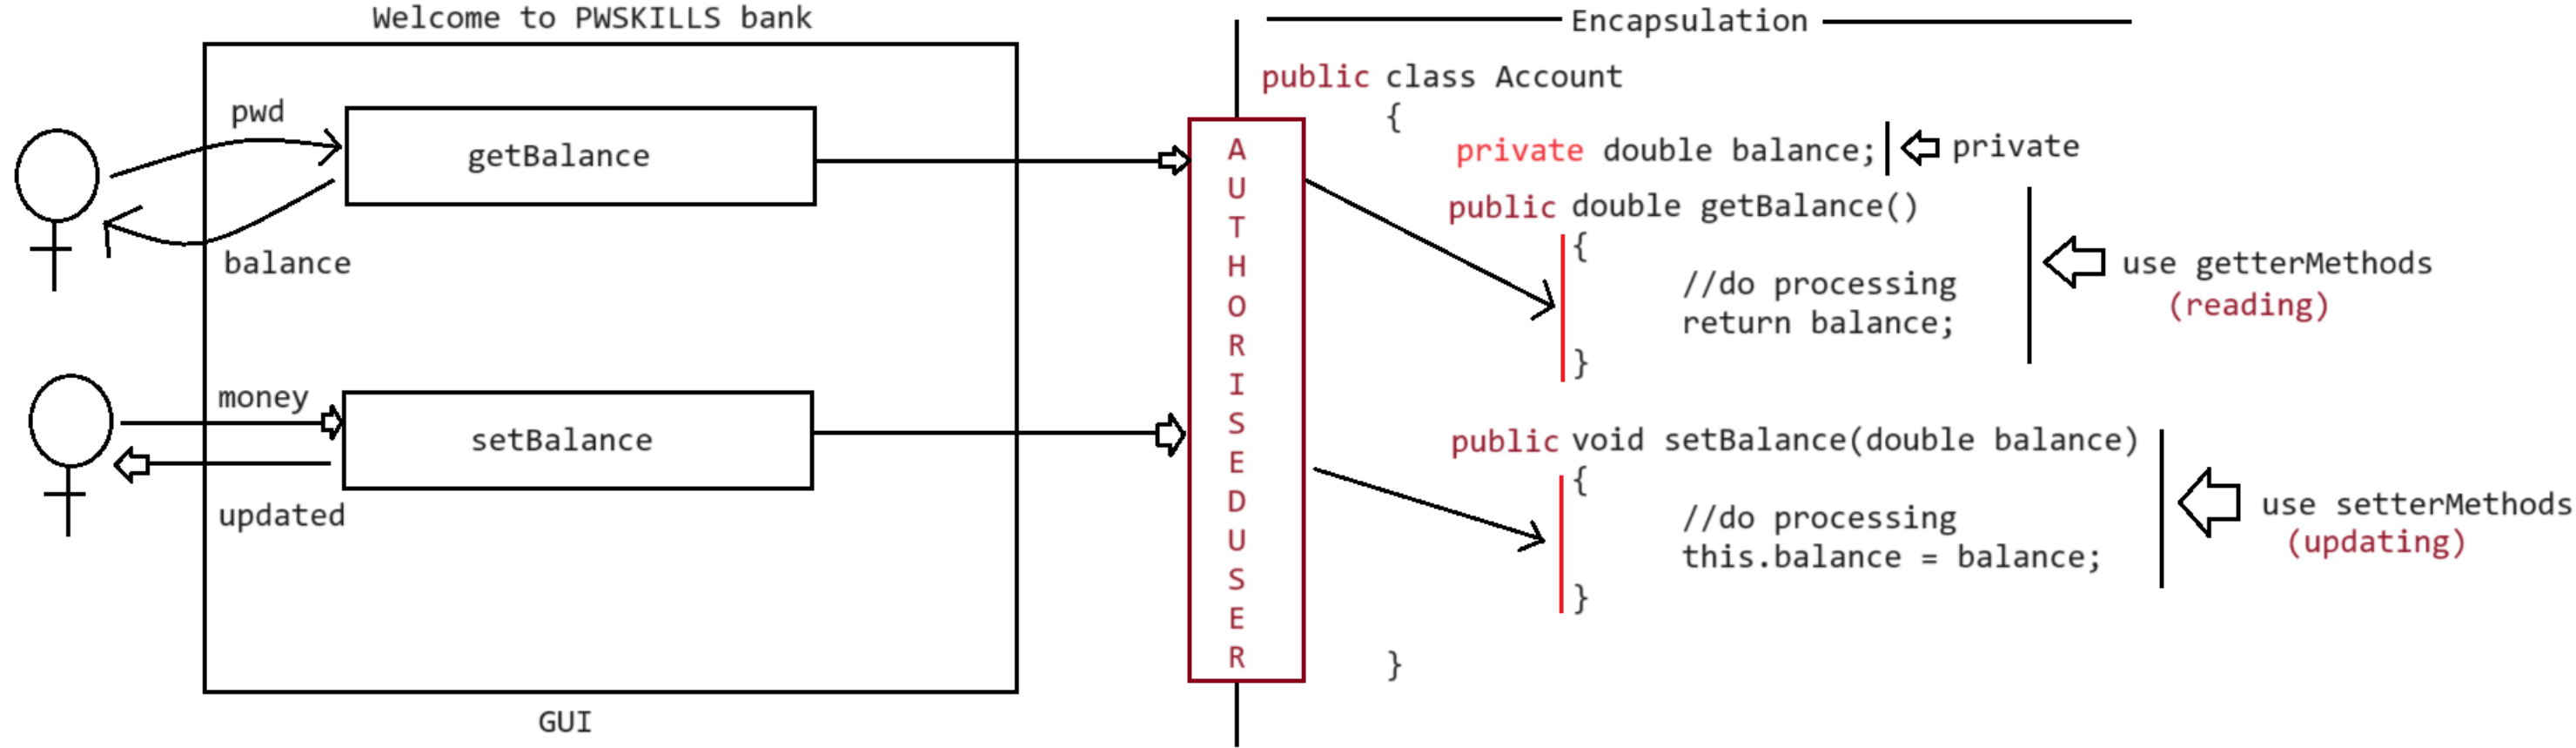 Welcome to PWSKILLS bank
pwd
getBalance
balance
money
setBalance
updated
GUI
A
U
T
H
O
R
I
S
E
D
U
S
E
R
Encapsulation
public class Account
{
private double balance;
private
public double getBalance()
{
//do processing
return balance;
}
use getterMethods
(reading)
public void setBalance(double balance)
{
//do processing
this.balance = balance;
}
use setterMethods
(updating)
}